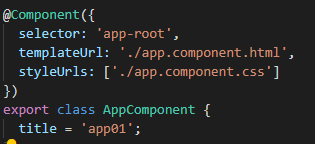 @Component({
  selector: 'app-root',
  templateUrl: './app.component.html',
  styleUrls: ['./app.component.css']
})
export class AppComponent {
  title = 'app01';